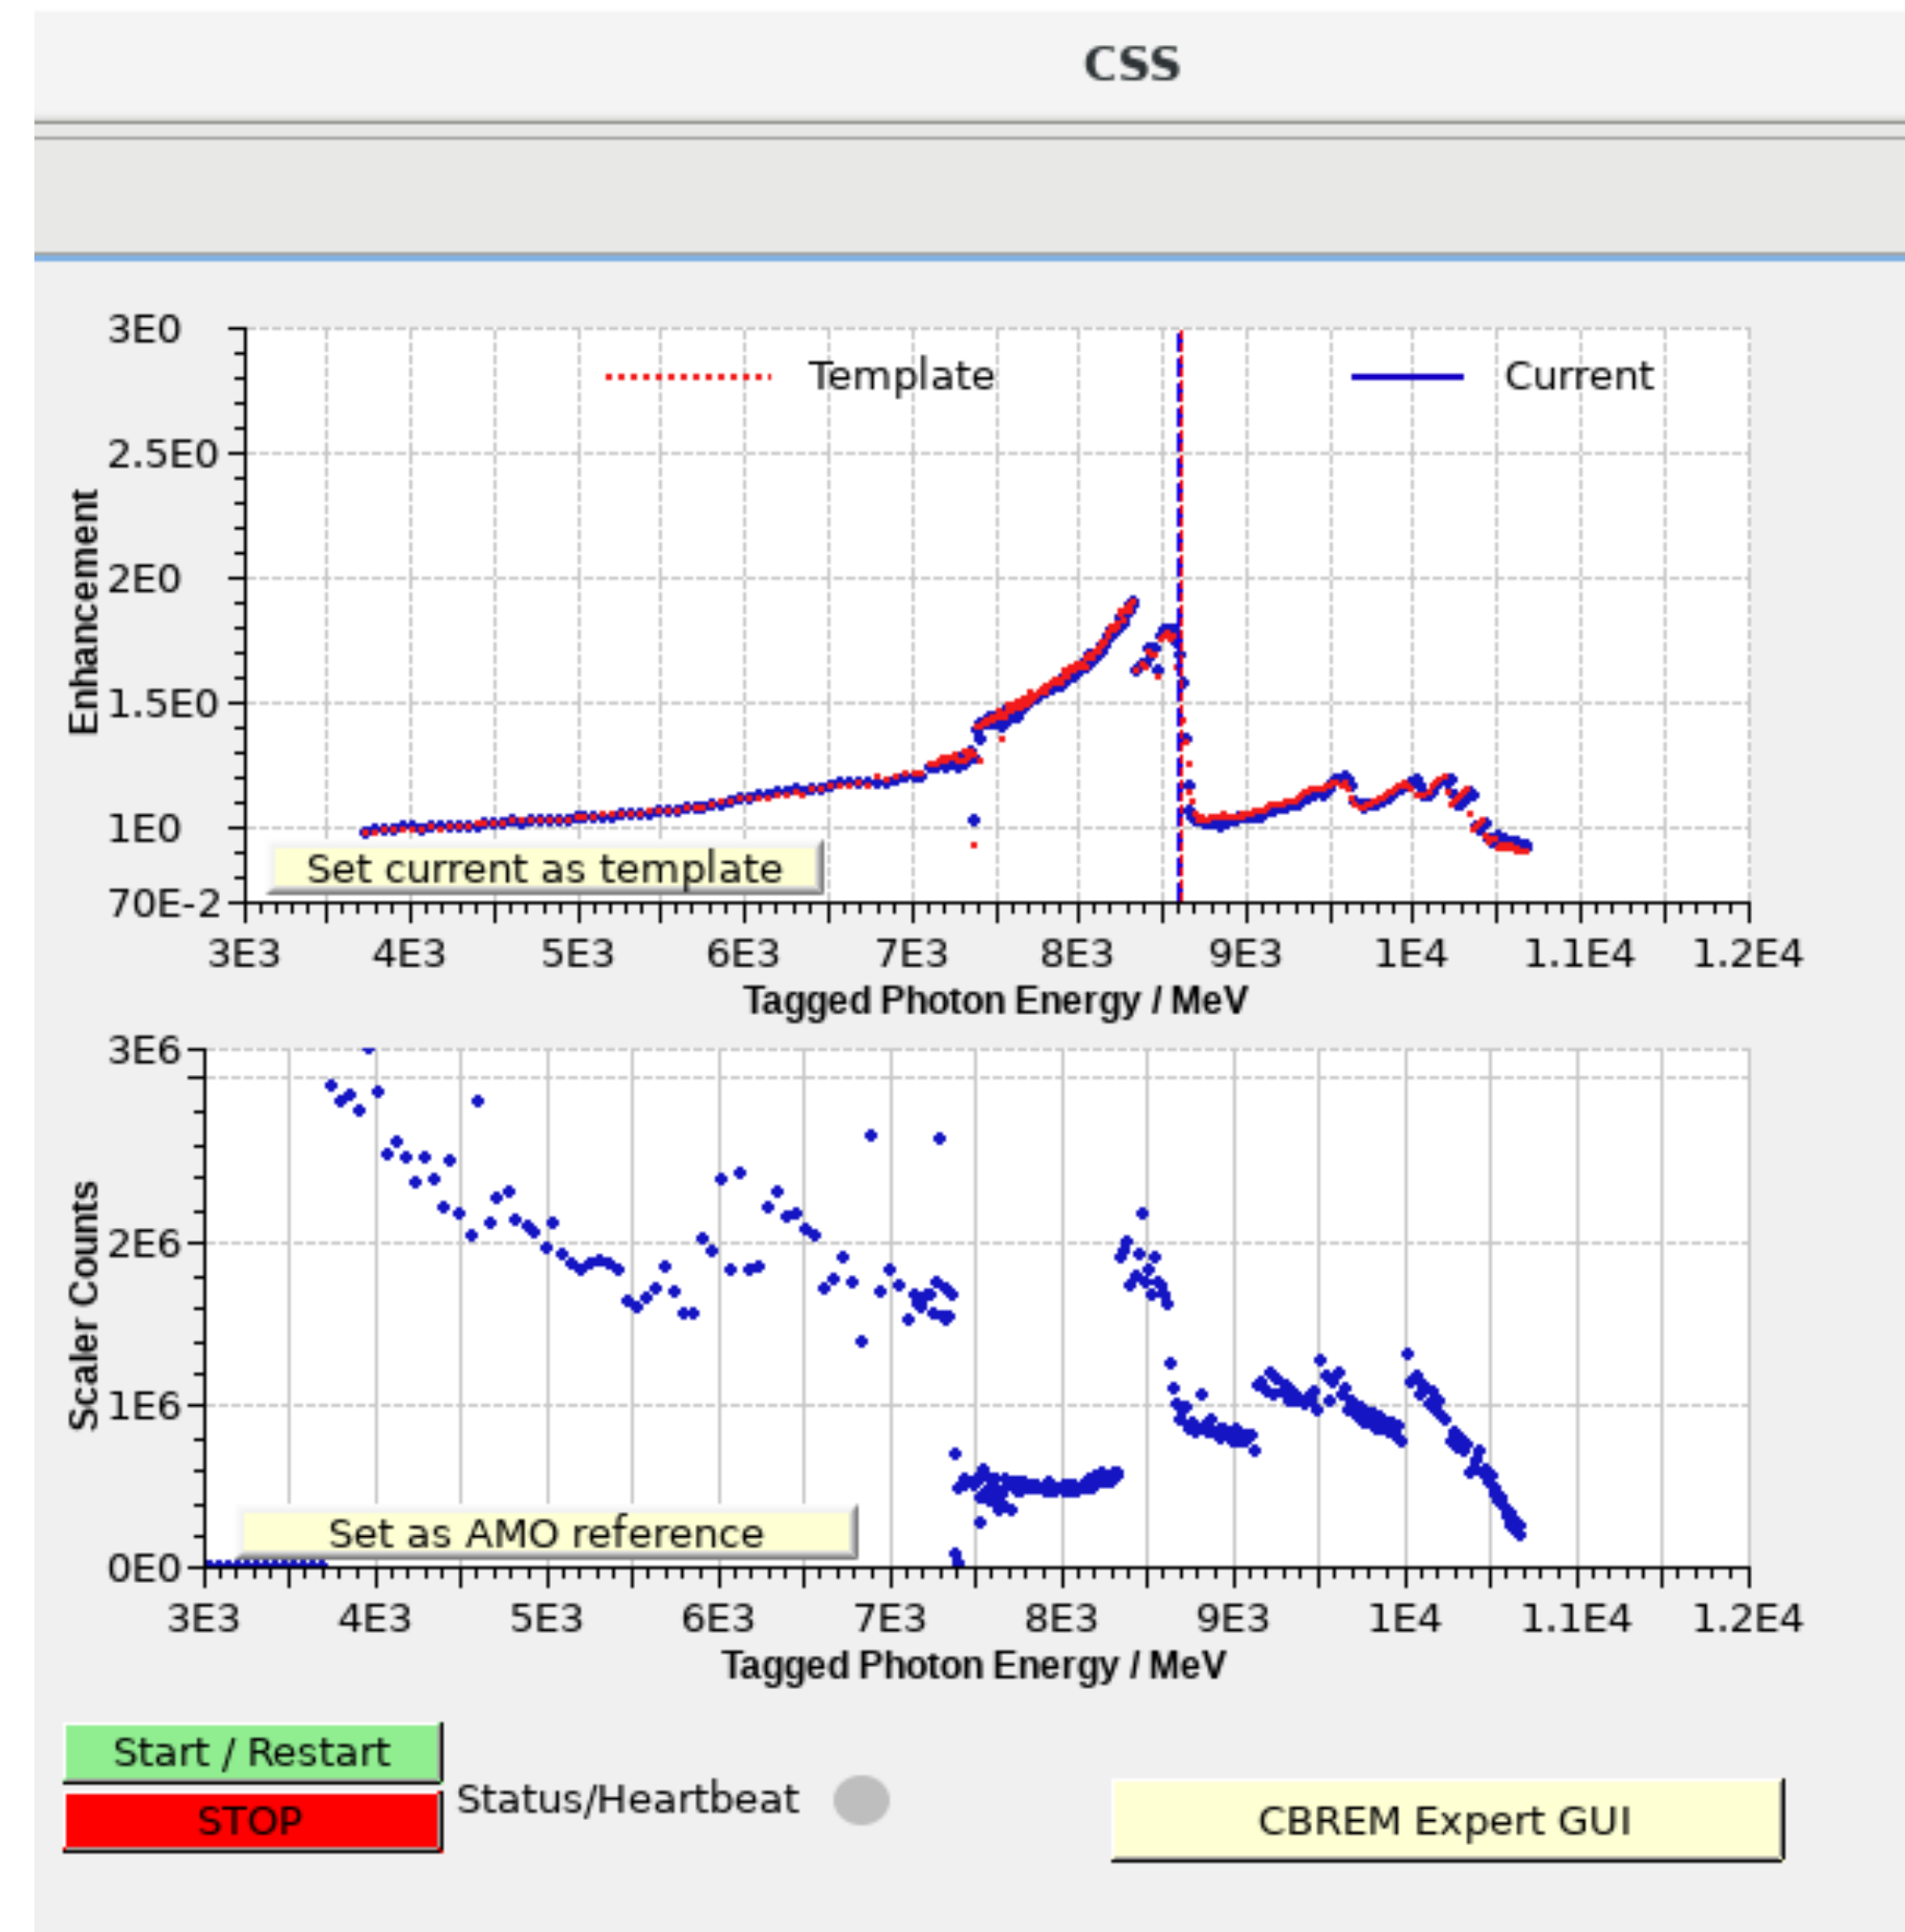 CSS
3E0
Template
Current
2.5E0
2E0
1.5E0
1E0
70E-2
Enhancement
Set current as template
3E3 4E3 5E3 6E3 7E3 8E3 9E3 1E4 1.1E4 1.2E4
Tagged Photon Energy / MeV
3E6
2E6
1E6
0E0
Scaler Counts
Set as AMO reference
3E3 4E3 5E3 6E3 7E3 8E3 9E3 1E4 1.1E4 1.2E4
Tagged Photon Energy / MeV
Start / Restart
STOP
Status/Heartbeat
CBREM Expert GUI